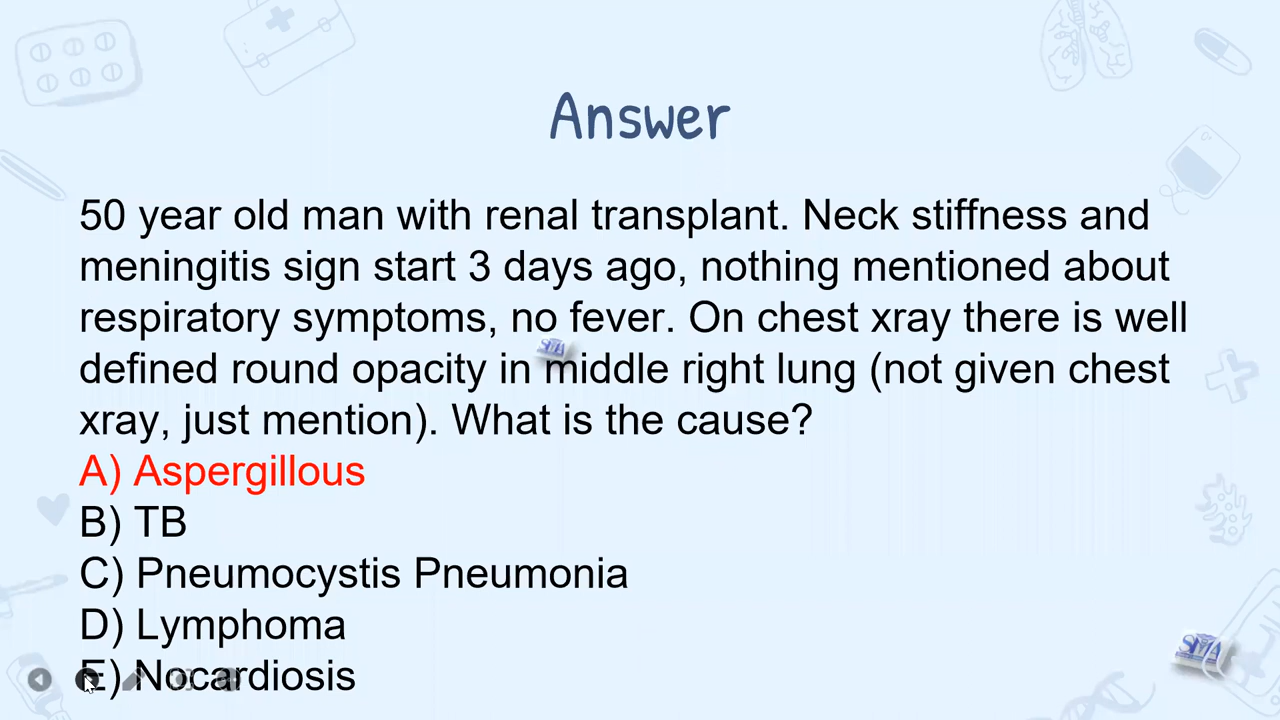 Answer
50 year old man with renal transplant. Neck stiffness and
meningitis sign start 3 days ago, nothing mentioned about
respiratory symptoms, no fever. On chest xray there is well
defined round opacity in middle right lung (not given chest
xray, just mention). What is the cause?
A) Aspergillous
B) TB
C) Pneumocystis Pneumonia
D) Lymphoma
E) Nocardiosis